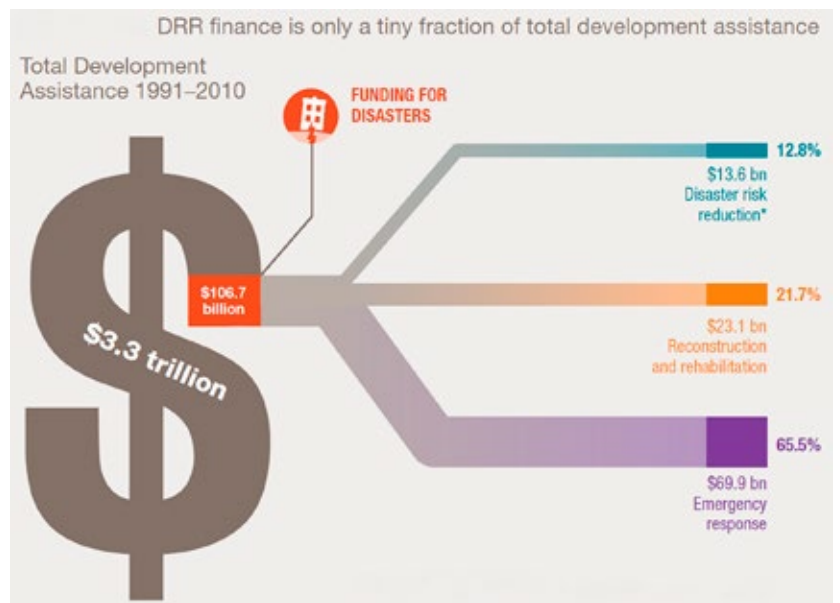 DRR finance is only a tiny fraction of total development assistance
Total Development
Assistance 1991–2010
FUNDING FOR
DISASTERS
$106.7
billion
$3.3 trillion
12.8%
$13.6 bn
Disaster risk
reduction*
21.7%
$23.1 bn
Reconstruction
and rehabilitation
65.5%
$69.9 bn
Emergency
response